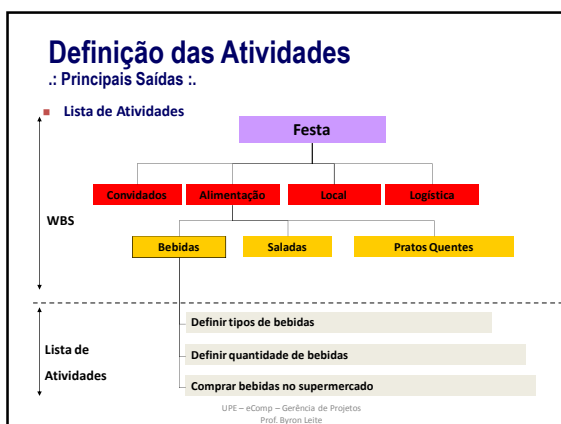 Definição das Atividades
.: Principais Saídas :.
Lista de Atividades
Festa
Convidados Alimentação Local Logística
WBS
Bebidas Saladas Pratos Quentes
Definir tipos de bebidas
Lista de
Atividades
Definir quantidade de bebidas
Comprar bebidas no supermercado
UPE – eComp – Gerência de Projetos
Prof. Byron Leite